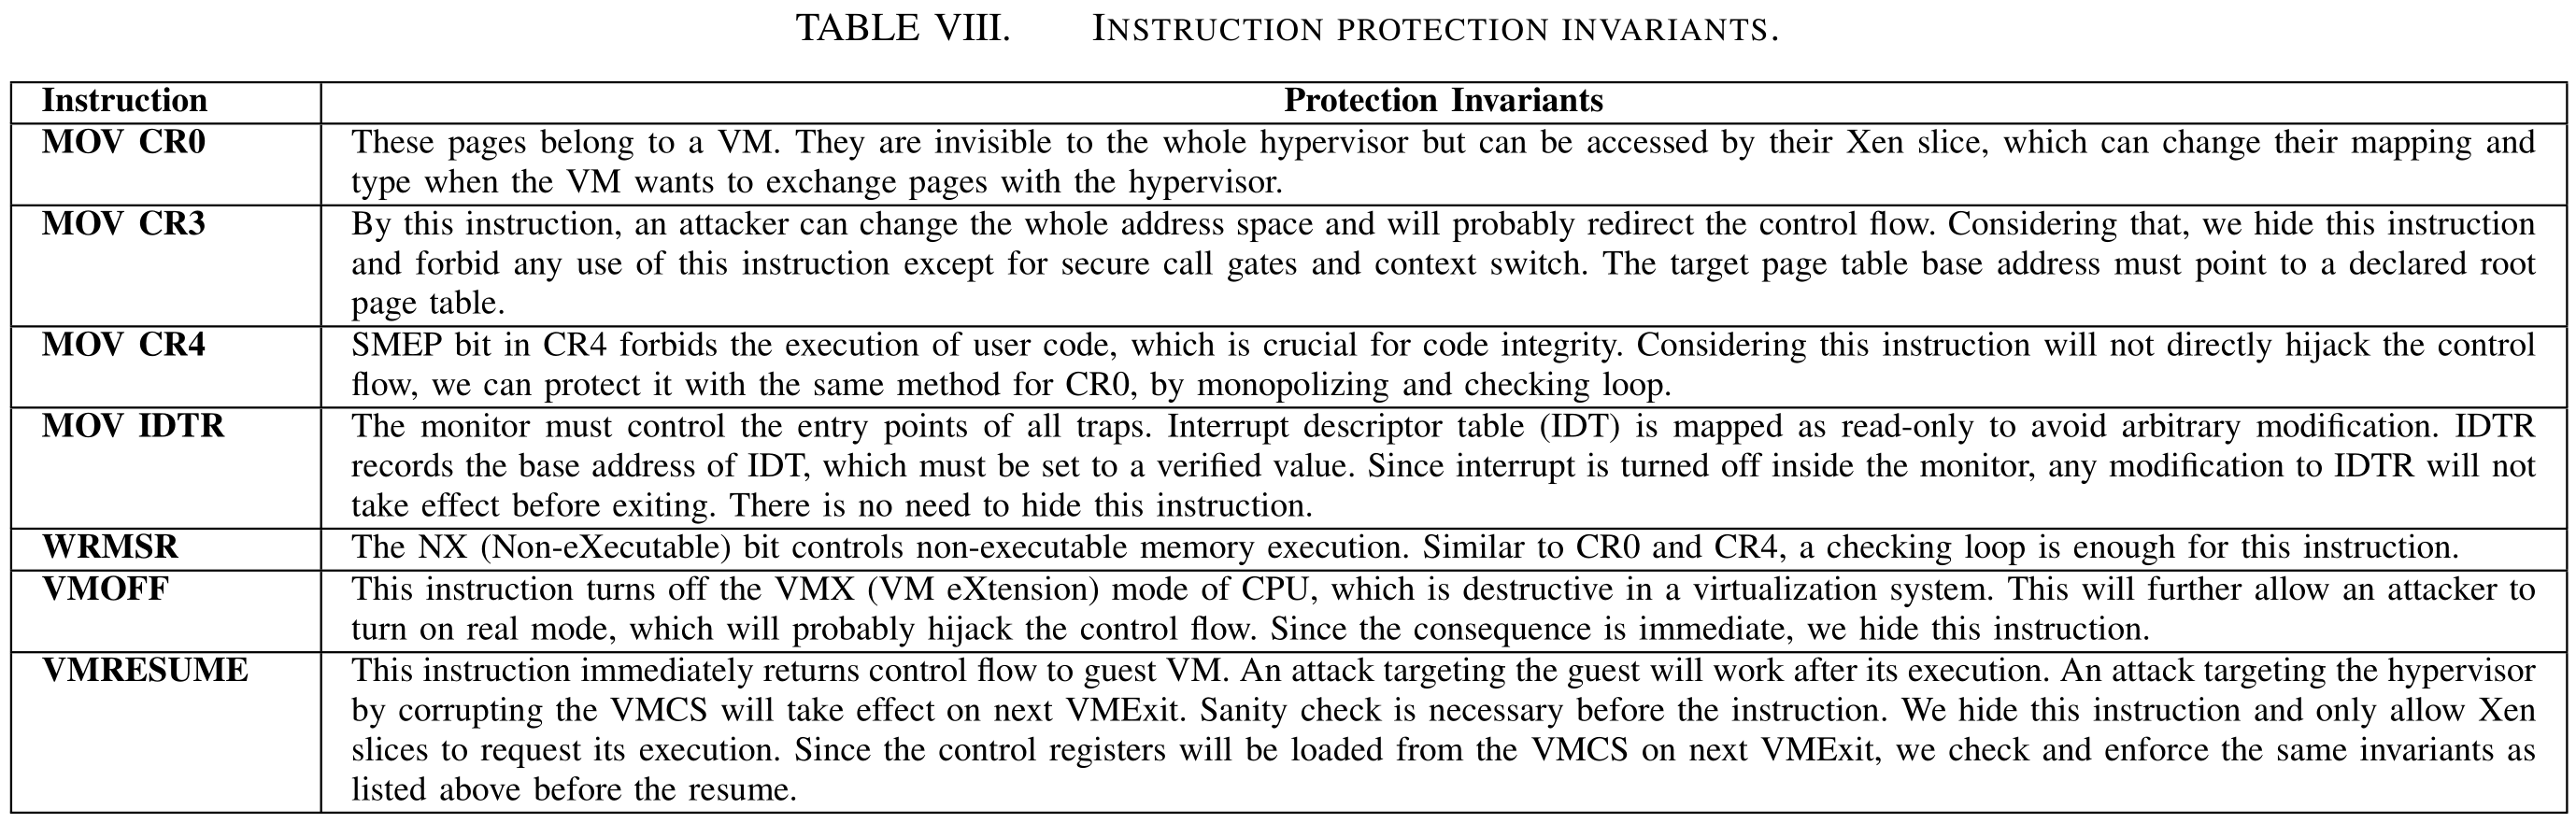 TABLE VIII. INSTRUCTION PROTECTION INVARIANTS.
Instruction Protection Invariants
MOV CR0 These pages belong to a VM. They are invisible to the whole hypervisor but can be accessed by their Xen slice, which can change their mapping and
type when the VM wants to exchange pages with the hypervisor.
MOV CR3 By this instruction, an attacker can change the whole address space and will probably redirect the control flow. Considering that, we hide this instruction
and forbid any use of this instruction except for secure call gates and context switch. The target page table base address must point to a declared root
page table.
MOV CR4 SMEP bit in CR4 forbids the execution of user code, which is crucial for code integrity. Considering this instruction will not directly hijack the control
flow, we can protect it with the same method for CR0, by monopolizing and checking loop.
MOV IDTR The monitor must control the entry points of all traps. Interrupt descriptor table (IDT) is mapped as read-only to avoid arbitrary modification. IDTR
records the base address of IDT, which must be set to a verified value. Since interrupt is turned off inside the monitor, any modification to IDTR will not
take effect before exiting. There is no need to hide this instruction.
WRMSR The NX (Non-eXecutable) bit controls non-executable memory execution. Similar to CR0 and CR4, a checking loop is enough for this instruction.
VMOFF This instruction turns off the VMX (VM eXtension) mode of CPU, which is destructive in a virtualization system. This will further allow an attacker to
turn on real mode, which will probably hijack the control flow. Since the consequence is immediate, we hide this instruction.
VMRESUME This instruction immediately returns control flow to guest VM. An attack targeting the guest will work after its execution. An attack targeting the hypervisor
by corrupting the VMCS will take effect on next VMExit. Sanity check is necessary before the instruction. We hide this instruction and only allow Xen
slices to request its execution. Since the control registers will be loaded from the VMCS on next VMExit, we check and enforce the same invariants as
listed above before the resume.